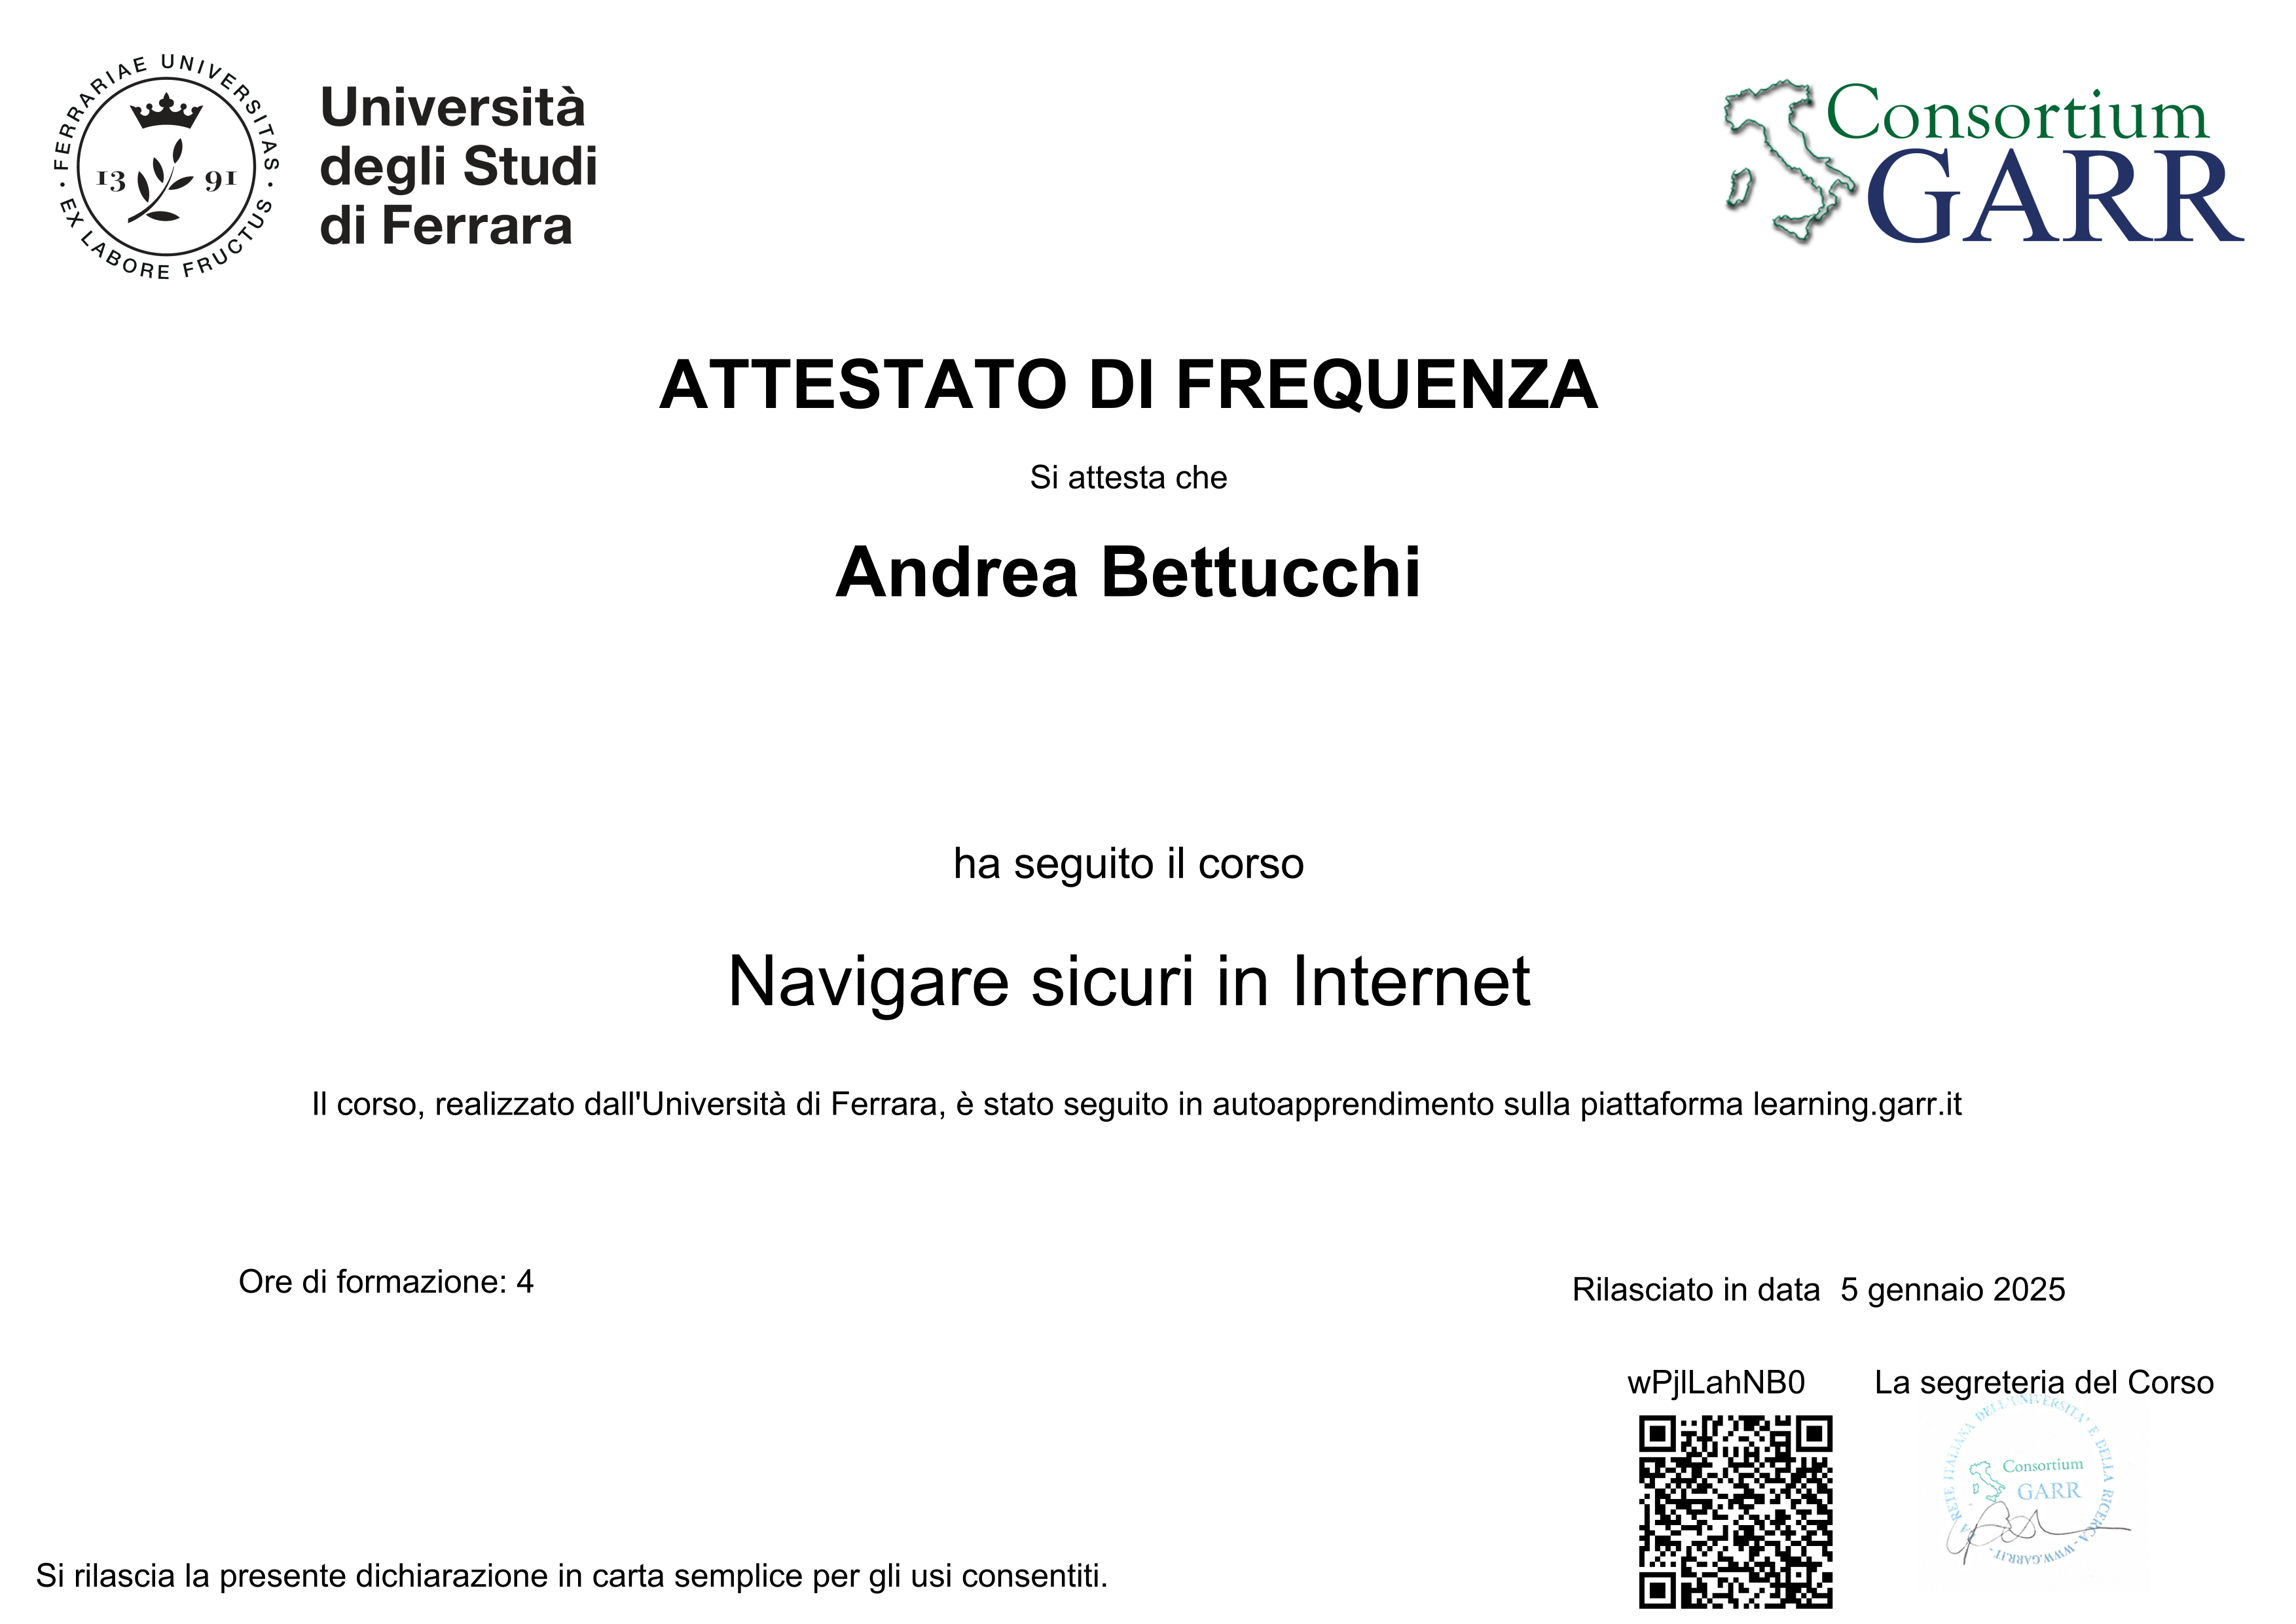 FERRARIAE UNIVERSITAS · EX LABORE FRUCTUS ·
13 91
Università
degli Studi
di Ferrara
Consortium
GARR
ATTESTATO DI FREQUENZA
Si attesta che
Andrea Bettucchi
ha seguito il corso
Navigare sicuri in Internet
Il corso, realizzato dall'Università di Ferrara, è stato seguito in autoapprendimento sulla piattaforma learning.garr.it
Ore di formazione: 4
Rilasciato in data 5 gennaio 2025
wPjlLahNB0
La segreteria del Corso
LA RETE ITALIANA DELL'UNIVERSITA' E DELLA RICERCA - WWW.GARR.IT -
Consortium
GARR
Si rilascia la presente dichiarazione in carta semplice per gli usi consentiti.